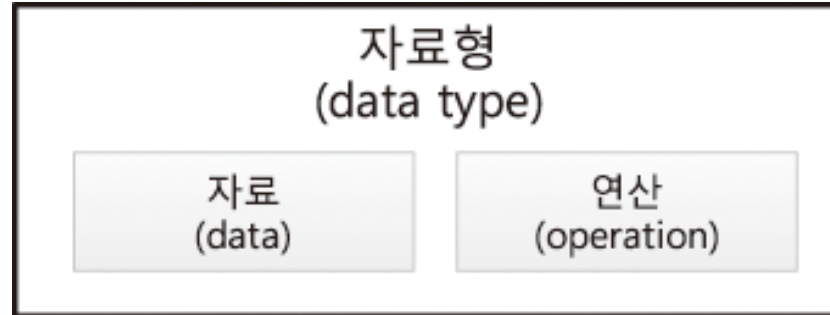 자료형
(data type)
자료
(data)
연산
(operation)